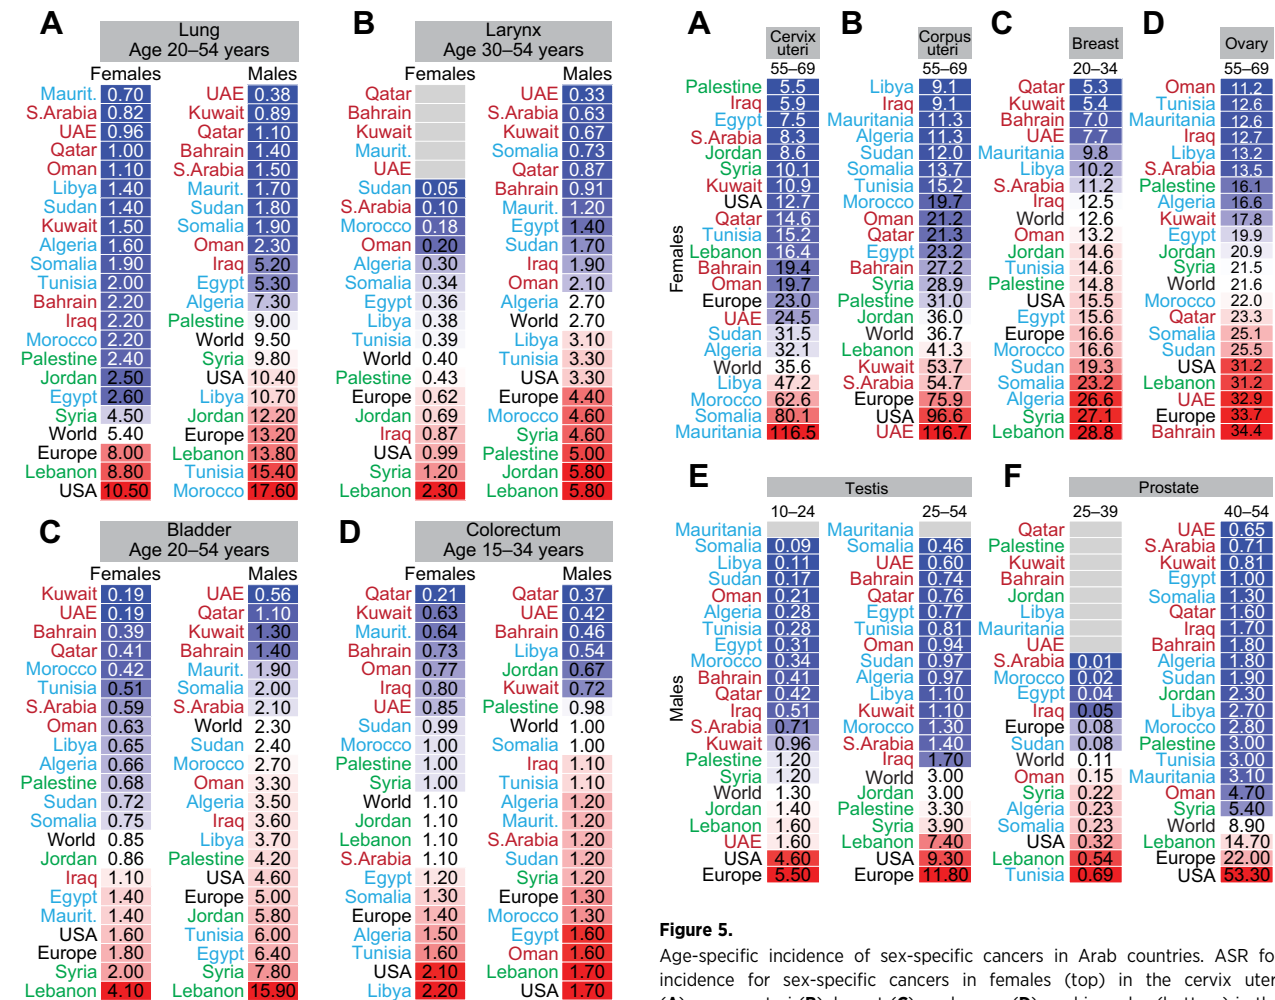 A
Lung
Age 20–54 years
Females
Maurit. 0.70
S.Arabia 0.82
UAE 0.96
Qatar 1.00
Oman 1.10
Libya 1.40
Sudan 1.40
Kuwait 1.50
Algeria 1.60
Somalia 1.90
Tunisia 2.00
Bahrain 2.20
Iraq 2.20
Morocco 2.20
Palestine 2.40
Jordan 2.50
Egypt 2.60
Syria 4.50
World 5.40
Europe 8.00
Lebanon 8.80
USA 10.50
Males
UAE 0.38
Kuwait 0.89
Qatar 1.10
Bahrain 1.40
S.Arabia 1.50
Maurit. 1.70
Sudan 1.80
Somalia 1.90
Oman 2.30
Iraq 5.20
Egypt 5.30
Algeria 7.30
Palestine 9.00
World 9.50
Syria 9.80
USA 10.40
Libya 10.70
Jordan 12.20
Europe 13.20
Lebanon 13.80
Tunisia 15.40
Morocco 17.60
B
Larynx
Age 30–54 years
Females
Qatar
Bahrain
Kuwait
Maurit.
UAE
Sudan 0.05
S.Arabia 0.10
Morocco 0.18
Oman 0.20
Algeria 0.30
Somalia 0.34
Egypt 0.36
Libya 0.38
Tunisia 0.39
World 0.40
Palestine 0.43
Europe 0.62
Jordan 0.69
Iraq 0.87
USA 0.99
Syria 1.20
Lebanon 2.30
Males
UAE 0.33
S.Arabia 0.63
Kuwait 0.67
Somalia 0.73
Qatar 0.87
Bahrain 0.91
Maurit. 1.20
Egypt 1.40
Sudan 1.70
Iraq 1.90
Oman 2.10
Algeria 2.70
World 2.70
Libya 3.10
Tunisia 3.30
USA 3.30
Europe 4.40
Morocco 4.60
Syria 4.60
Palestine 5.00
Jordan 5.80
Lebanon 5.80
C
Bladder
Age 20–54 years
Females
Kuwait 0.19
UAE 0.19
Bahrain 0.39
Qatar 0.41
Morocco 0.42
Tunisia 0.51
S.Arabia 0.59
Oman 0.63
Libya 0.65
Algeria 0.66
Palestine 0.68
Sudan 0.72
Somalia 0.75
World 0.85
Jordan 0.86
Iraq 1.10
Egypt 1.40
Maurit. 1.40
USA 1.60
Europe 1.80
Syria 2.00
Lebanon 4.10
Males
UAE 0.56
Qatar 1.10
Kuwait 1.30
Bahrain 1.40
Maurit. 1.90
Somalia 2.00
S.Arabia 2.10
World 2.30
Sudan 2.40
Morocco 2.70
Oman 3.30
Algeria 3.50
Iraq 3.60
Libya 3.70
Palestine 4.20
USA 4.60
Europe 5.00
Jordan 5.80
Tunisia 6.00
Egypt 6.40
Syria 7.80
Lebanon 15.90
D
Colorectum
Age 15–34 years
Females
Qatar 0.21
Kuwait 0.63
Maurit. 0.64
Bahrain 0.73
Oman 0.77
Iraq 0.80
UAE 0.85
Sudan 0.99
Morocco 1.00
Palestine 1.00
Syria 1.00
World 1.10
Jordan 1.10
Lebanon 1.10
S.Arabia 1.10
Egypt 1.20
Somalia 1.30
Europe 1.40
Algeria 1.50
Tunisia 1.60
USA 2.10
Libya 2.20
Males
Qatar 0.37
UAE 0.42
Bahrain 0.46
Libya 0.54
Jordan 0.67
Kuwait 0.72
Palestine 0.98
World 1.00
Somalia 1.00
Iraq 1.10
Tunisia 1.10
Algeria 1.20
Maurit. 1.20
S.Arabia 1.20
Sudan 1.20
Syria 1.20
Europe 1.30
Morocco 1.30
Egypt 1.60
Oman 1.60
Lebanon 1.70
USA 1.70
Females
A
Cervix
uteri
55–69
Palestine 5.5
Iraq 5.9
Egypt 7.5
S.Arabia 8.3
Jordan 8.6
Syria 10.1
Kuwait 10.9
USA 12.7
Qatar 14.6
Tunisia 15.2
Lebanon 16.4
Bahrain 19.4
Oman 19.7
Europe 23.0
UAE 24.5
Sudan 31.5
Algeria 32.1
World 35.6
Libya 47.2
Morocco 62.6
Somalia 80.1
Mauritania 116.5
B
Corpus
uteri
55–69
Libya 9.1
Iraq 9.1
Mauritania 11.3
Algeria 11.3
Sudan 12.0
Somalia 13.7
Tunisia 15.2
Morocco 19.7
Oman 21.2
Qatar 21.3
Egypt 23.2
Bahrain 27.2
Syria 28.9
Palestine 31.0
Jordan 36.0
World 36.7
Lebanon 41.3
Kuwait 53.7
S.Arabia 54.7
Europe 75.9
USA 96.6
UAE 116.7
C
Breast
20–34
Qatar 5.3
Kuwait 5.4
Bahrain 7.0
UAE 7.7
Mauritania 9.8
Libya 10.2
S.Arabia 11.2
Iraq 12.5
World 12.6
Oman 13.2
Jordan 14.6
Tunisia 14.6
Palestine 14.8
USA 15.5
Egypt 15.6
Europe 16.6
Morocco 16.6
Sudan 19.3
Somalia 23.2
Algeria 26.6
Syria 27.1
Lebanon 28.8
D
Ovary
55–69
Oman 11.2
Tunisia 12.6
Mauritania 12.6
Iraq 12.7
Libya 13.2
S.Arabia 13.5
Palestine 16.1
Algeria 16.6
Kuwait 17.8
Egypt 19.9
Jordan 20.9
Syria 21.5
World 21.6
Morocco 22.0
Qatar 23.3
Somalia 25.1
Sudan 25.5
USA 31.2
Lebanon 31.2
UAE 32.9
Europe 33.7
Bahrain 34.4
Males
E
Testis
10–24
Mauritania
Somalia 0.09
Libya 0.11
Sudan 0.17
Oman 0.21
Algeria 0.28
Tunisia 0.28
Egypt 0.31
Morocco 0.34
Bahrain 0.41
Qatar 0.42
Iraq 0.51
S.Arabia 0.71
Kuwait 0.96
Palestine 1.20
Syria 1.20
World 1.30
Jordan 1.40
Lebanon 1.60
UAE 1.60
USA 4.60
Europe 5.50
25–54
Mauritania
Somalia 0.46
UAE 0.60
Bahrain 0.74
Qatar 0.76
Egypt 0.77
Tunisia 0.81
Oman 0.94
Sudan 0.97
Algeria 0.97
Libya 1.10
Kuwait 1.10
Morocco 1.30
S.Arabia 1.40
Iraq 1.70
World 3.00
Jordan 3.00
Palestine 3.30
Syria 3.90
Lebanon 7.40
USA 9.30
Europe 11.80
F
Prostate
25–39
Qatar
Palestine
Kuwait
Bahrain
Jordan
Libya
Mauritania
UAE
S.Arabia 0.01
Morocco 0.02
Egypt 0.04
Iraq 0.05
Europe 0.08
Sudan 0.08
World 0.11
Oman 0.15
Syria 0.22
Algeria 0.23
Somalia 0.23
USA 0.32
Lebanon 0.54
Tunisia 0.69
40–54
UAE 0.65
S.Arabia 0.71
Kuwait 0.81
Egypt 1.00
Somalia 1.30
Qatar 1.60
Iraq 1.70
Bahrain 1.80
Algeria 1.80
Sudan 1.90
Jordan 2.30
Libya 2.70
Morocco 2.80
Palestine 3.00
Tunisia 3.00
Mauritania 3.10
Oman 4.70
Syria 5.40
World 8.90
Lebanon 14.70
Europe 22.00
USA 53.30
Figure 5.
Age-specific incidence of sex-specific cancers in Arab countries. ASR fo
incidence for sex-specific cancers in females (top) in the cervix uter